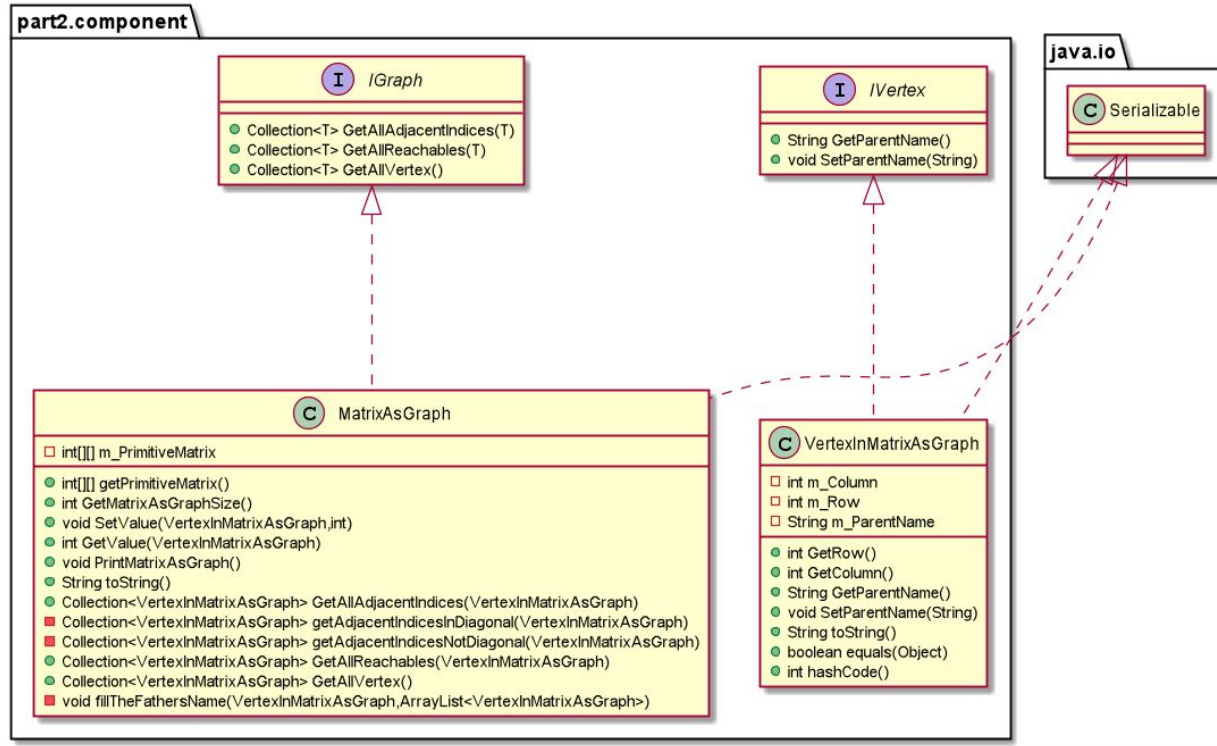 part2.component
I IGraph
Collection<T> GetAllAdjacentIndices(T)
Collection<T> GetAllReachables(T)
Collection<T> GetAllVertex()
I IVertex
String GetParentName()
void SetParentName(String)
java.io
C Serializable
C MatrixAsGraph
int[][] m_PrimitiveMatrix
int[][] getPrimitiveMatrix()
int GetMatrixAsGraphSize()
void SetValue(VertexInMatrixAsGraph,int)
int GetValue(VertexInMatrixAsGraph)
void PrintMatrixAsGraph()
String toString()
Collection<VertexInMatrixAsGraph> GetAllAdjacentIndices(VertexInMatrixAsGraph)
Collection<VertexInMatrixAsGraph> getAdjacentIndicesInDiagonal(VertexInMatrixAsGraph)
Collection<VertexInMatrixAsGraph> getAdjacentIndicesNotDiagonal(VertexInMatrixAsGraph)
Collection<VertexInMatrixAsGraph> GetAllReachables(VertexInMatrixAsGraph)
Collection<VertexInMatrixAsGraph> GetAllVertex()
void fillTheFathersName(VertexInMatrixAsGraph,ArrayList<VertexInMatrixAsGraph>)
C VertexInMatrixAsGraph
int m_Column
int m_Row
String m_ParentName
int GetRow()
int GetColumn()
String GetParentName()
void SetParentName(String)
String toString()
boolean equals(Object)
int hashCode()